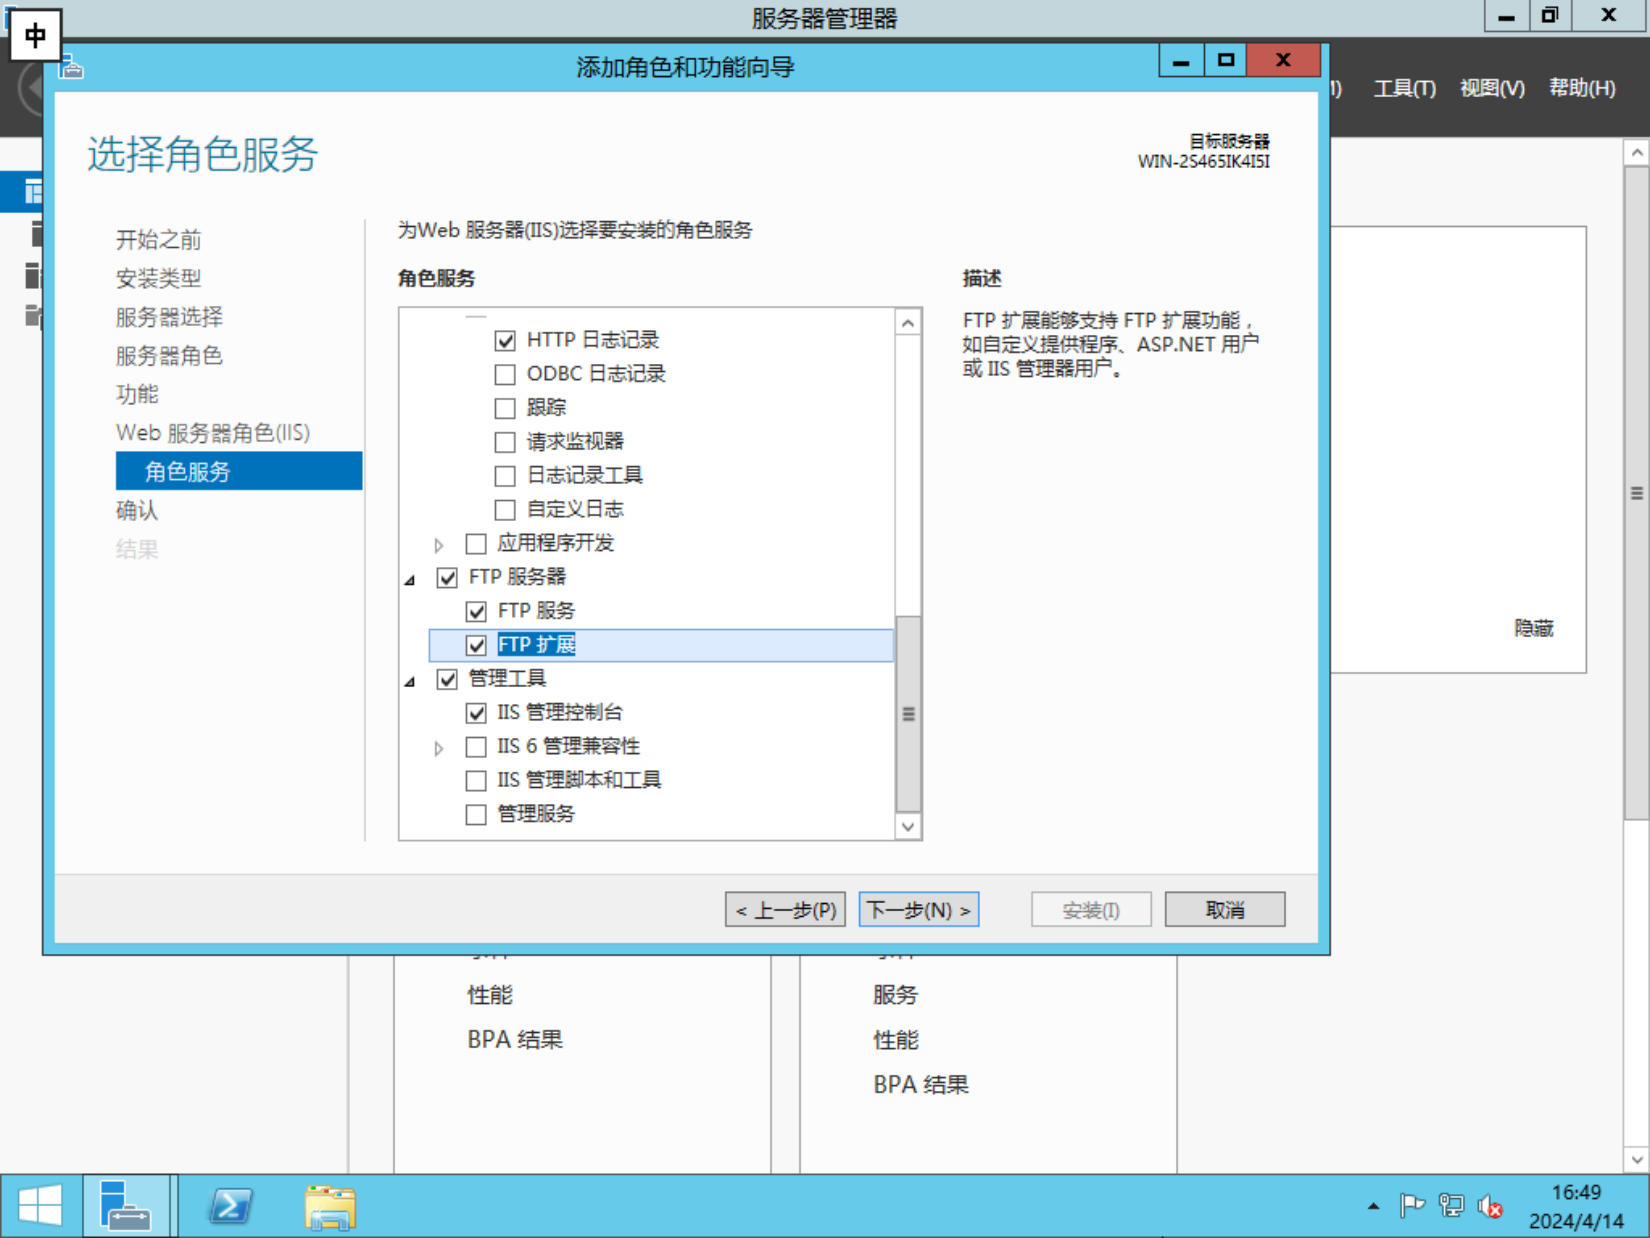 服务器管理器
中
添加角色和功能向导
工具(T) 视图(V) 帮助(H)
选择角色服务
目标服务器
WIN-2S465IK4I5I
开始之前
安装类型
服务器选择
服务器角色
功能
Web 服务器角色(IIS)
角色服务
确认
结果
为Web 服务器(IIS)选择要安装的角色服务
角色服务
HTTP 日志记录
ODBC 日志记录
跟踪
请求监视器
日志记录工具
自定义日志
应用程序开发
FTP 服务器
FTP 服务
FTP 扩展
管理工具
IIS 管理控制台
IIS 6 管理兼容性
IIS 管理脚本和工具
管理服务
描述
FTP 扩展能够支持 FTP 扩展功能，
如自定义提供程序、ASP.NET 用户
或 IIS 管理器用户。
隐藏
< 上一步(P)
下一步(N) >
安装(I)
取消
性能
BPA 结果
服务
性能
BPA 结果
16:49
2024/4/14